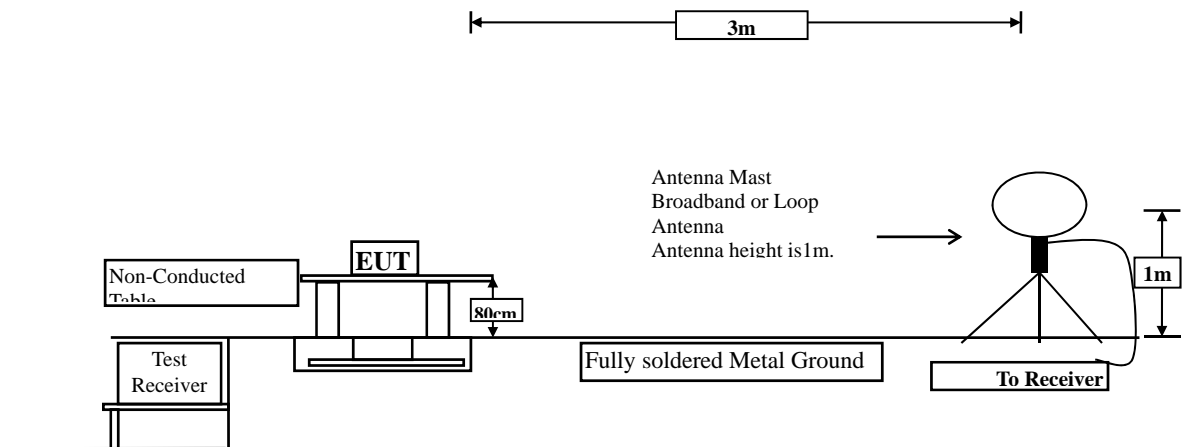 3m
Antenna Mast
Broadband or Loop
Antenna
Antenna height is1m.
EUT
Non-Conducted
Table
80cm
1m
Test
Receiver
Fully soldered Metal Ground
To Receiver